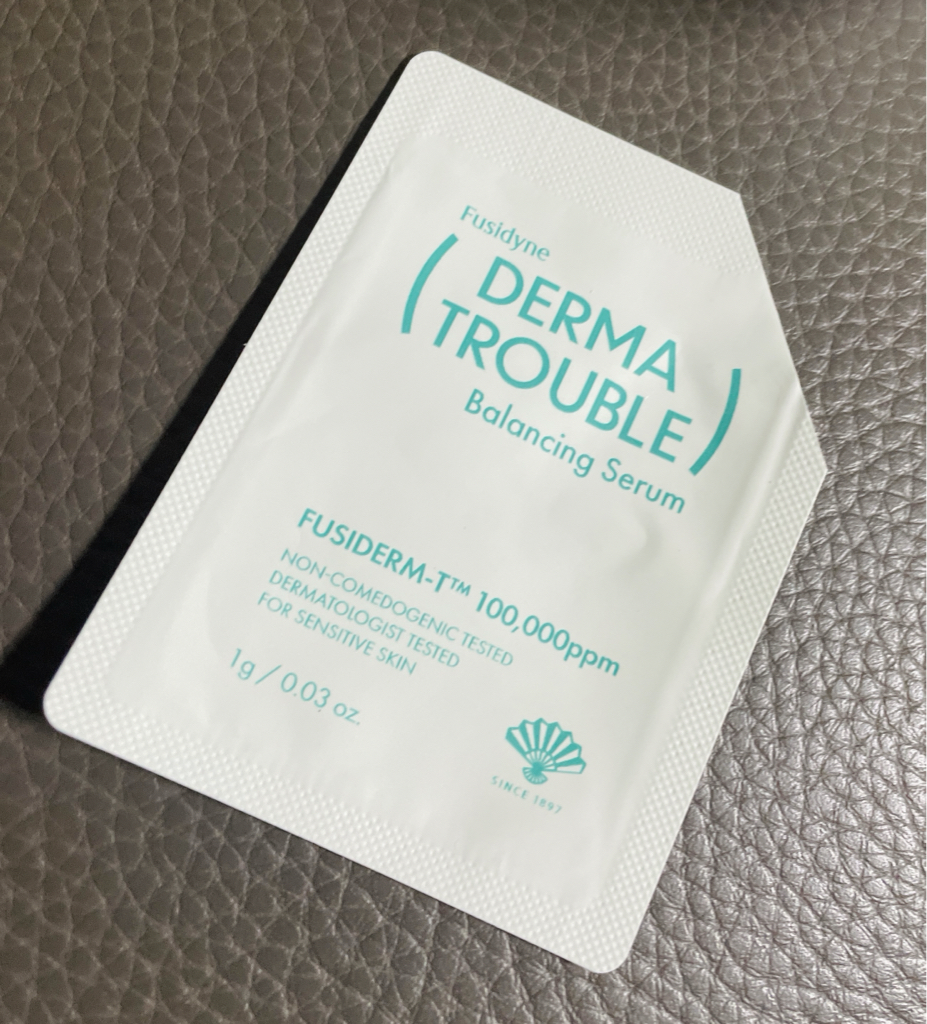 Fusidyne
( DERMA
TROUBLE )
Balancing Serum
FUSIDERM-T™ 100,000ppm
NON-COMEDOGENIC TESTED
DERMATOLOGIST TESTED
FOR SENSITIVE SKIN
1g / 0.03 oz.
SINCE 1897